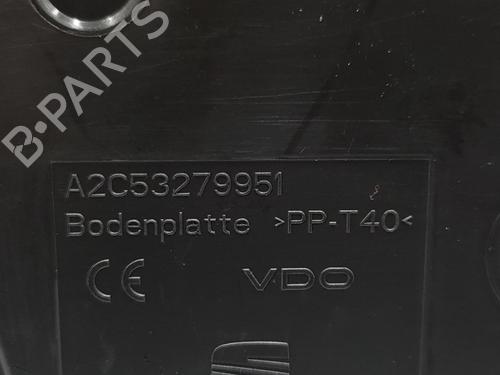 B-PARTS
A2C53279951
Bodenplatte >PP-T40<
CE VDO